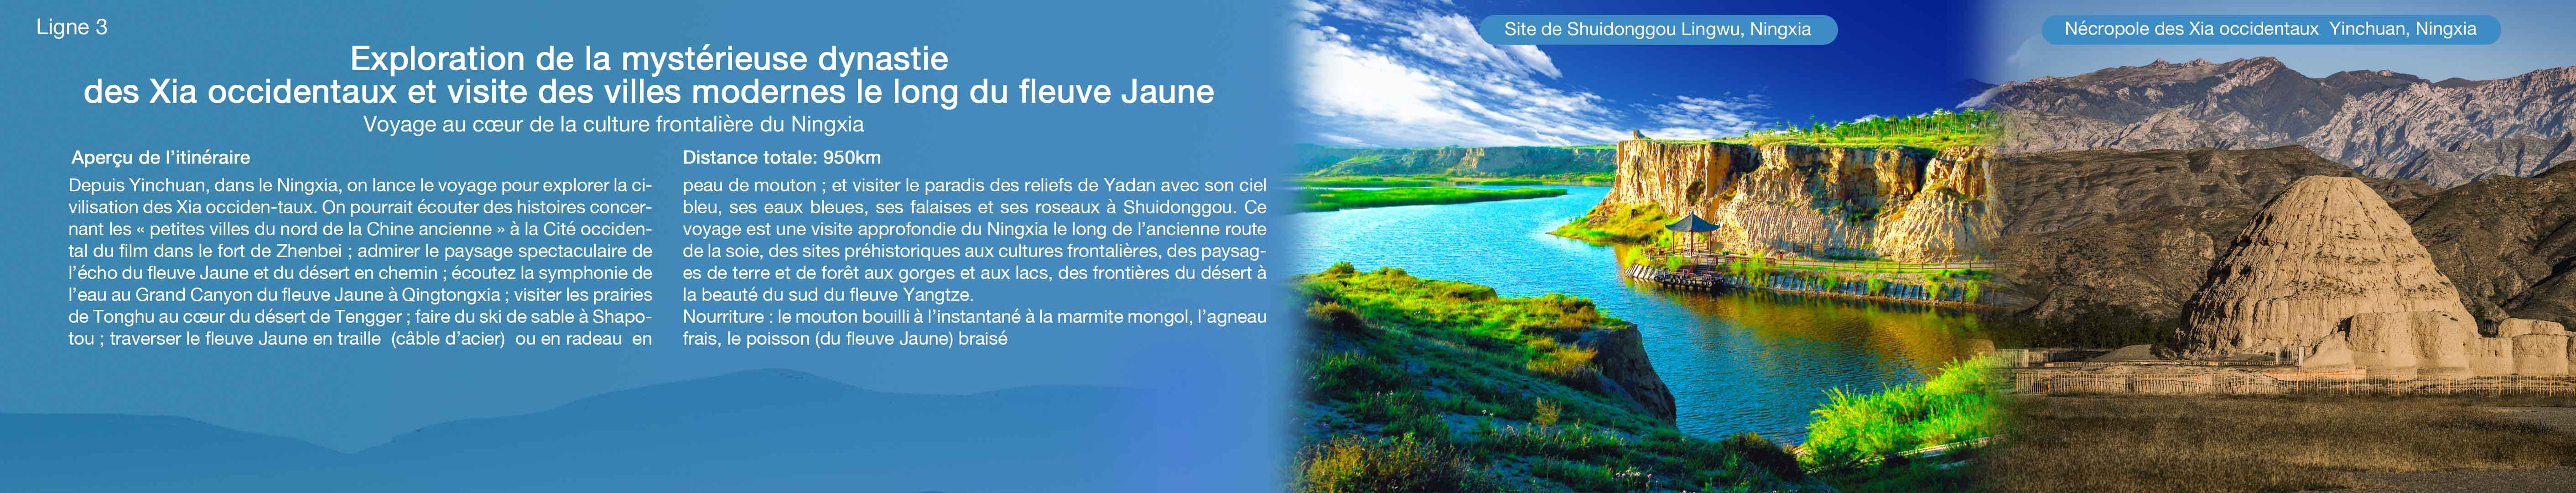 Ligne 3
Exploration de la mystérieuse dynastie
des Xia occidentaux et visite des villes modernes le long du fleuve Jaune
Voyage au cœur de la culture frontalière du Ningxia
Aperçu de l'itinéraire
Depuis Yinchuan, dans le Ningxia, on lance le voyage pour explorer la ci-
vilisation des Xia occiden-taux. On pourrait écouter des histoires concer-
nant les « petites villes du nord de la Chine ancienne » à la Cité occiden-
tal du film dans le fort de Zhenbei ; admirer le paysage spectaculaire de
l'écho du fleuve Jaune et du désert en chemin ; écoutez la symphonie de
l'eau au Grand Canyon du fleuve Jaune à Qingtongxia ; visiter les prairies
de Tonghu au cœur du désert de Tengger ; faire du ski de sable à Shapo-
tou ; traverser le fleuve Jaune en traille (câble d'acier) ou en radeau en
Distance totale: 950km
peau de mouton ; et visiter le paradis des reliefs de Yadan avec son ciel
bleu, ses eaux bleues, ses falaises et ses roseaux à Shuidonggou. Ce
voyage est une visite approfondie du Ningxia le long de l'ancienne route
de la soie, des sites préhistoriques aux cultures frontalières, des paysag-
es de terre et de forêt aux gorges et aux lacs, des frontières du désert à
la beauté du sud du fleuve Yangtze.
Nourriture : le mouton bouilli à l'instantané à la marmite mongol, l'agneau
frais, le poisson (du fleuve Jaune) braisé
Site de Shuidonggou Lingwu, Ningxia
Nécropole des Xia occidentaux Yinchuan, Ningxia